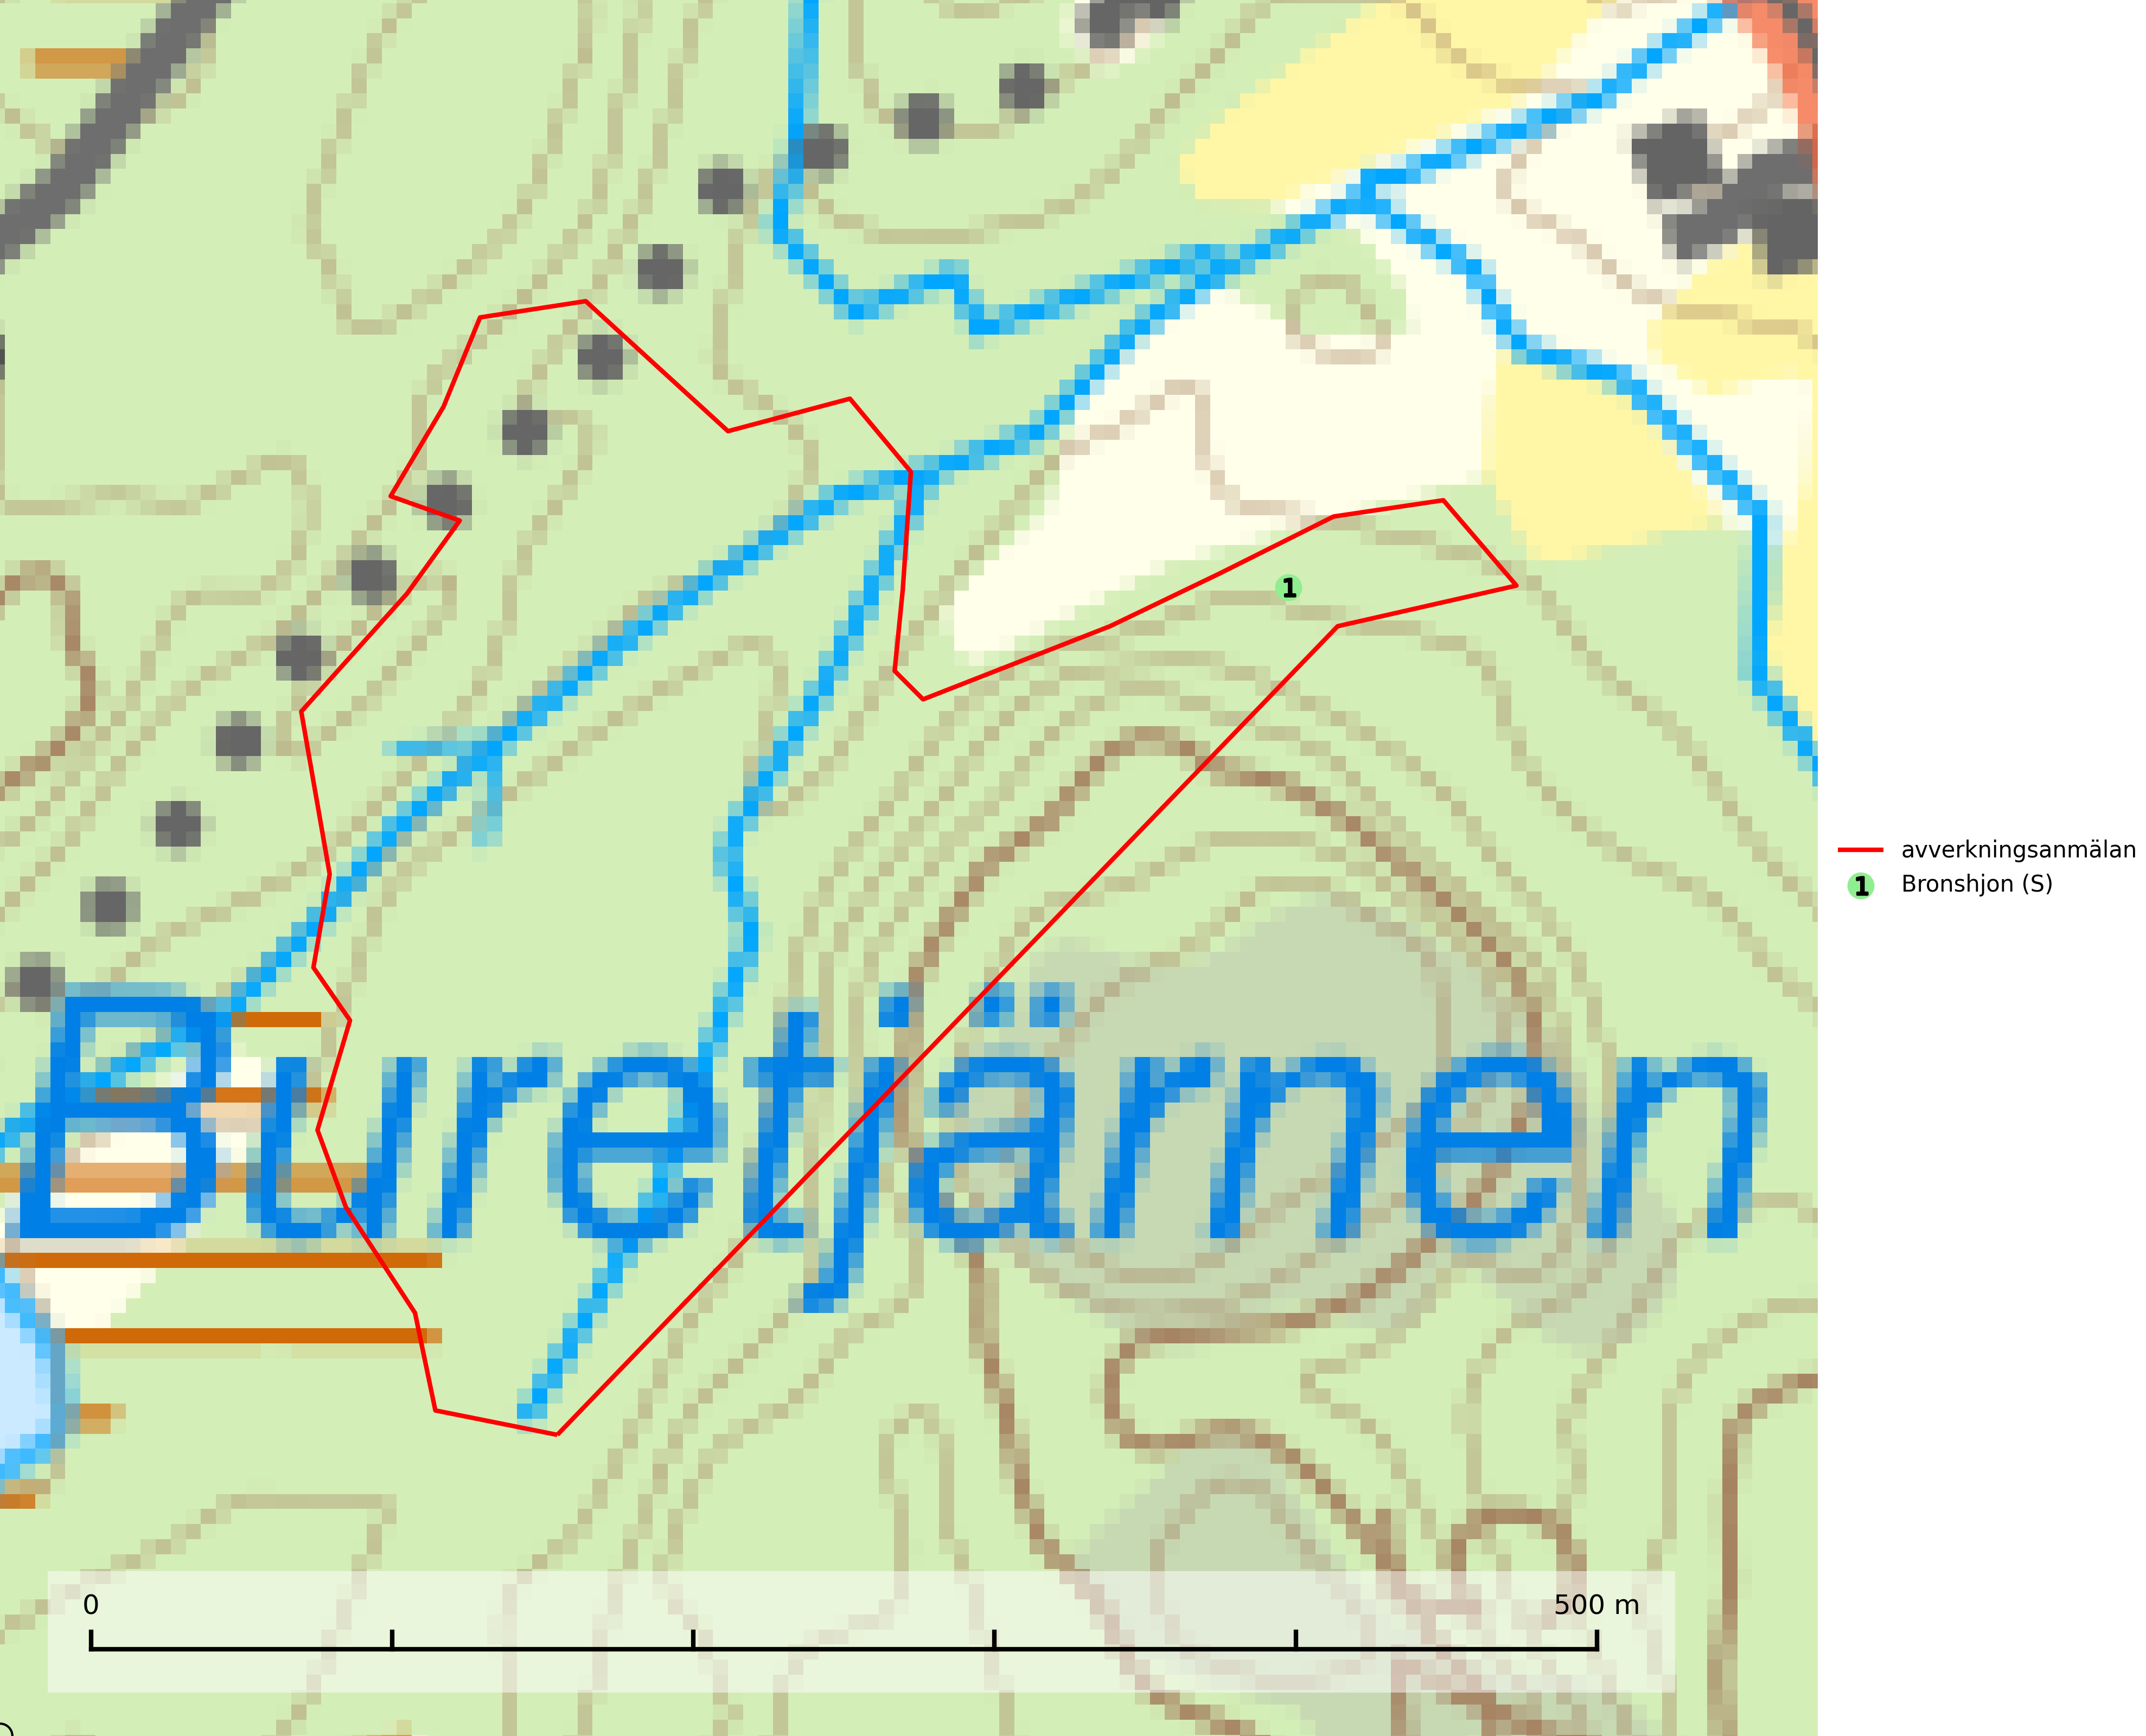 1
avverkningsanmälan
1 Bronshjon (S)
Buretjärnen
0 500 m